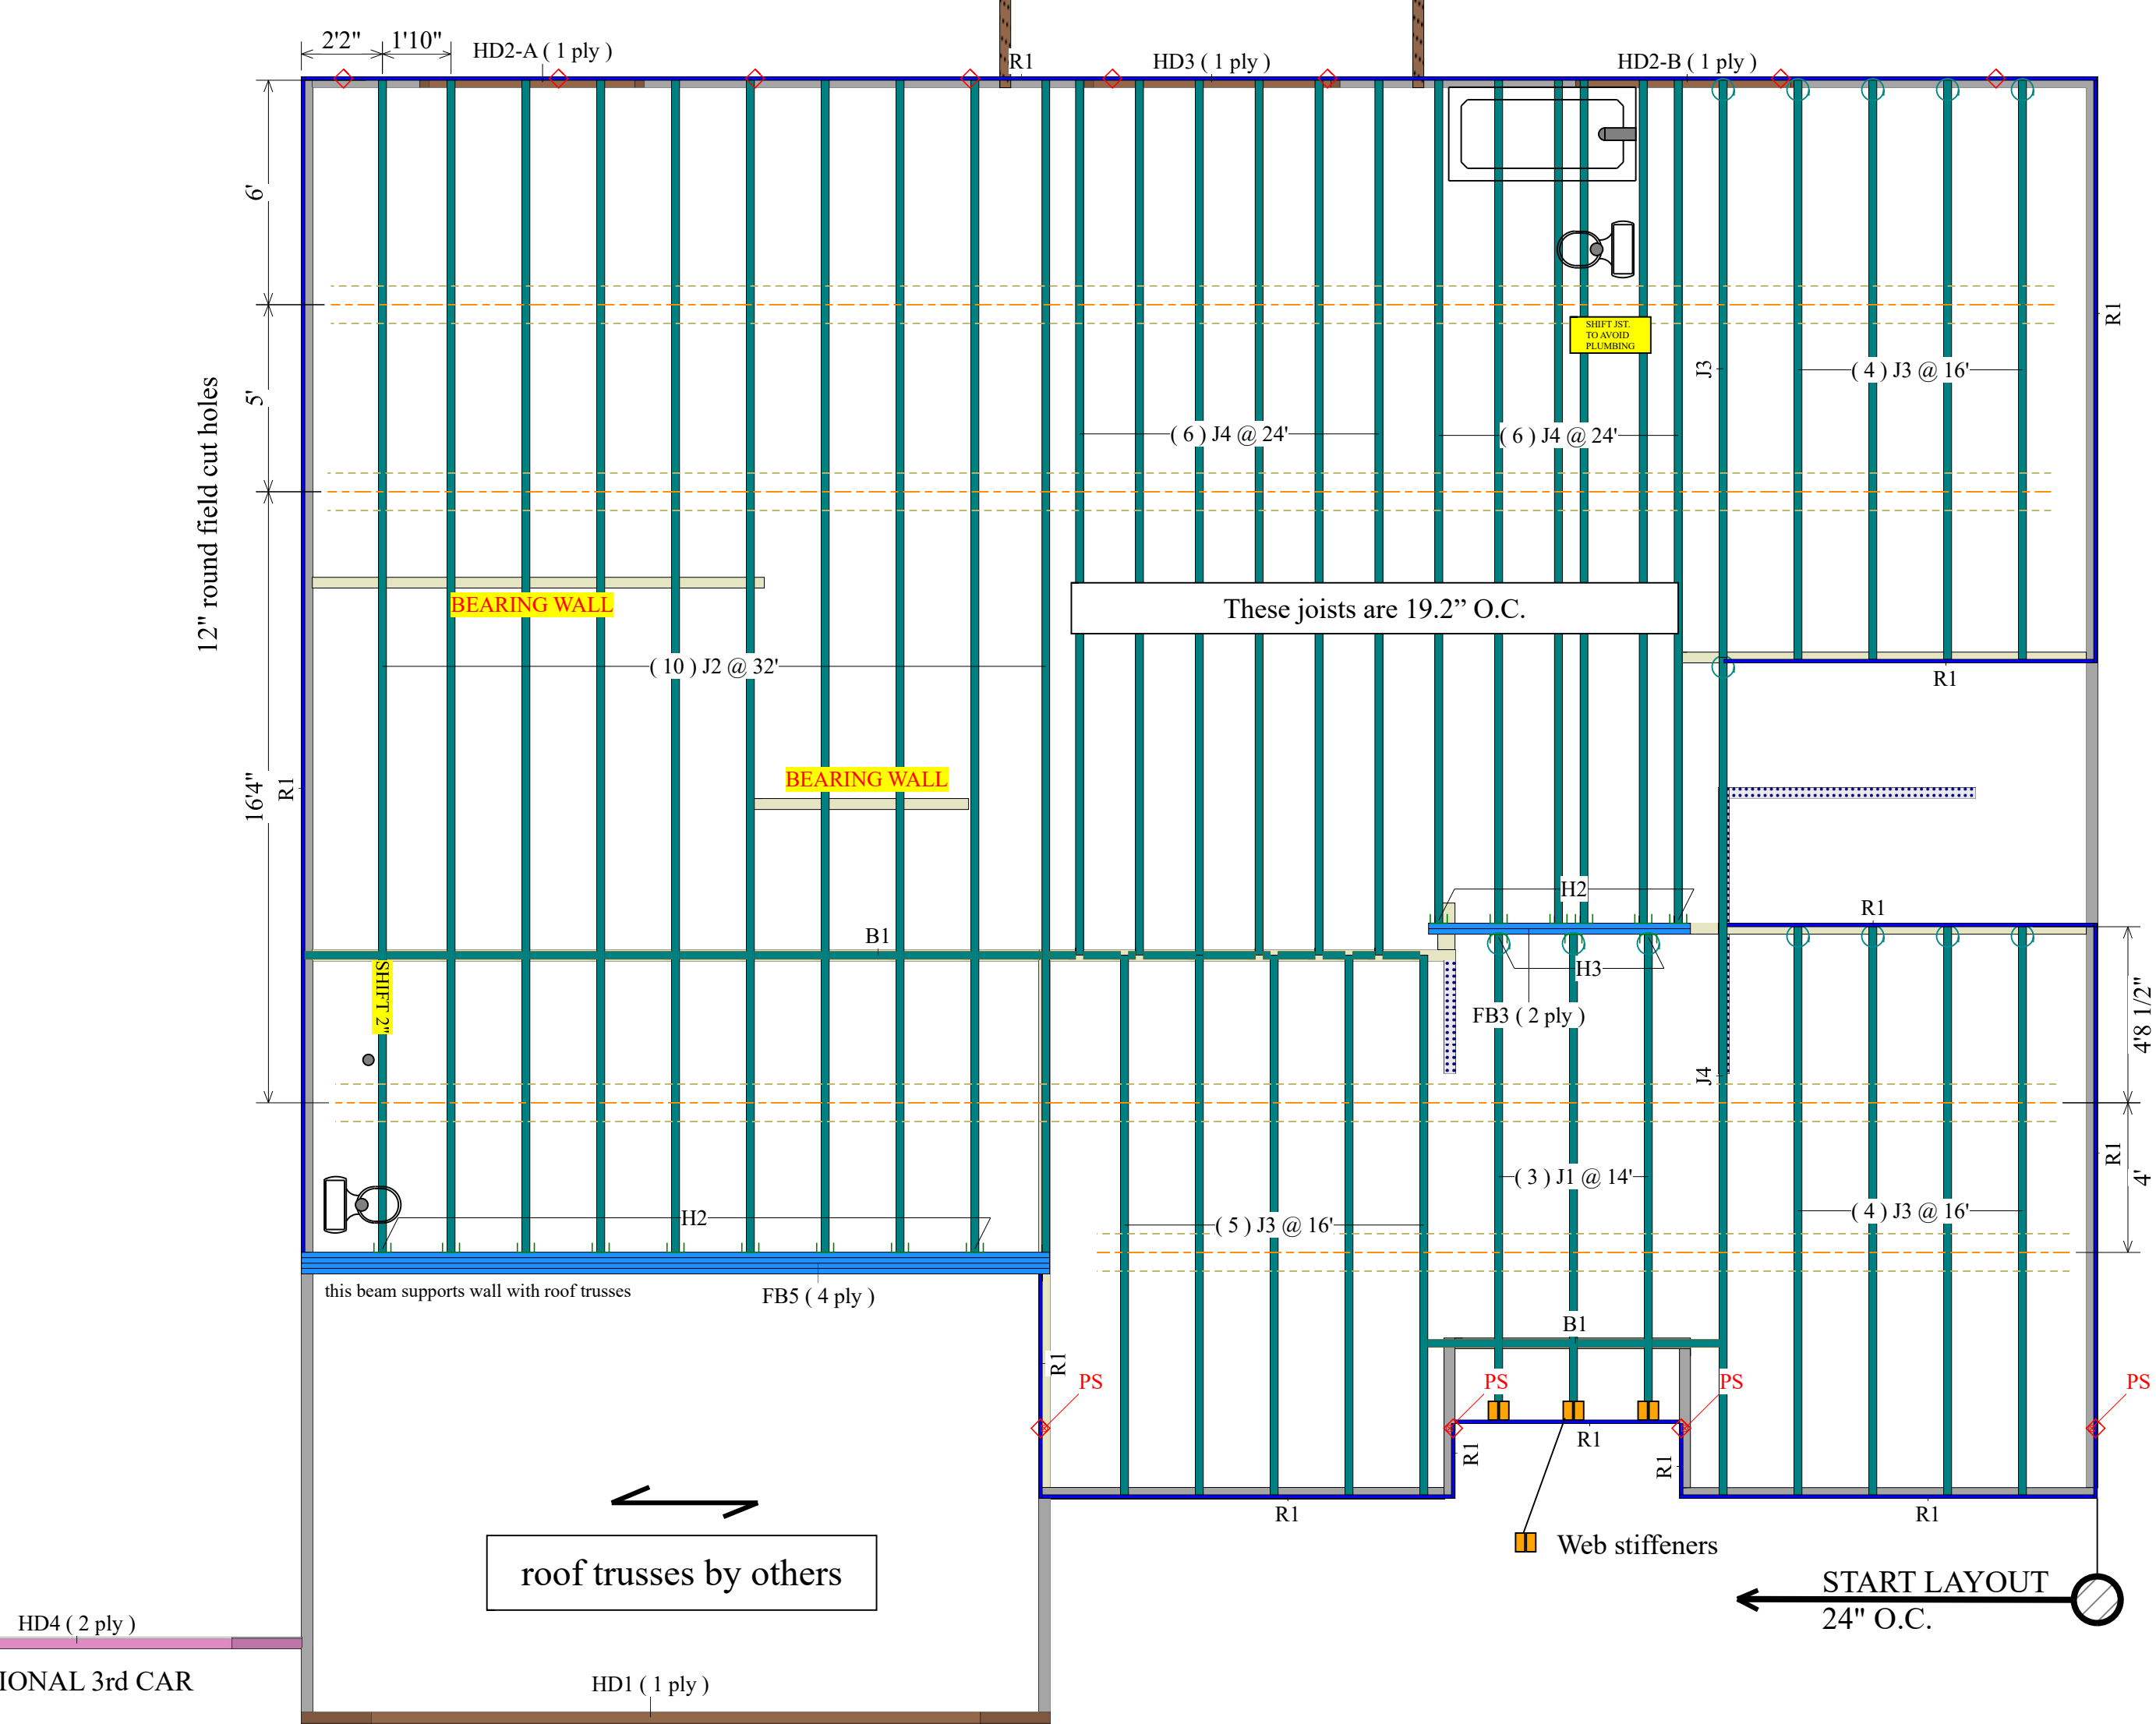 2'2"
1'10"
HD2-A ( 1 ply )
R1
HD3 ( 1 ply )
HD2-B ( 1 ply )
6'
R1
SHIFT JST.
TO AVOID
PLUMBING
J3
( 4 ) J3 @ 16'
5'
12" round field cut holes
( 6 ) J4 @ 24'
( 6 ) J4 @ 24'
BEARING WALL
These joists are 19.2” O.C.
( 10 ) J2 @ 32'
R1
BEARING WALL
16'4"
R1
H2
R1
B1
H3
SHIFT 2"
FB3 ( 2 ply )
4'8 1/2"
J4
R1
( 3 ) J1 @ 14'
4'
H2
( 5 ) J3 @ 16'
( 4 ) J3 @ 16'
this beam supports wall with roof trusses
FB5 ( 4 ply )
B1
R1
PS
PS
PS
PS
R1
R1
R1
R1
R1
Web stiffeners
roof trusses by others
START LAYOUT
24" O.C.
HD4 ( 2 ply )
IONAL 3rd CAR
HD1 ( 1 ply )